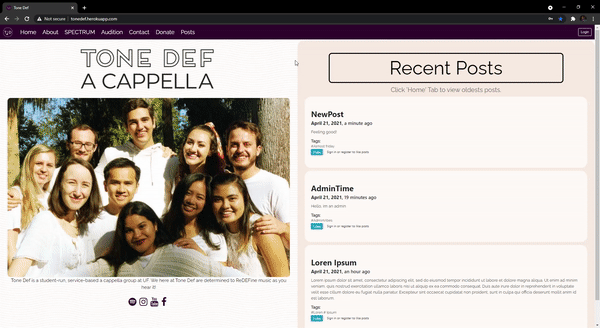 Tone Def
Not secure | tonedef.herokuapp.com
Home About SPECTRUM Audition Contact Donate Posts
Login
TONE DEF
A CAPPELLA
Tone Def is a student-run, service-based a cappella group at UF. We here at Tone Def are determined to ReDEFine music as you
hear it!
Recent Posts
Click 'Home' Tab to view oldests posts.
NewPost
April 21, 2021, a minute ago
Feeling good!
Tags:
Sign in or register to like posts
AdminTime
April 21, 2021, 19 minutes ago
Hello. Im an admin
Tags:
Sign in or register to like posts
Loren Ipsum
April 21, 2021, an hour ago
Lorem ipsum dolor sit amet, consectetur adipiscing elit, sed do eiusmod tempor incididunt ut labore et dolore magna aliqua. Ut enim ad minim
veniam, quis nostrud exercitation ullamco laboris nisi ut aliquip ex ea commodo consequat. Duis aute irure dolor in reprehenderit in voluptate
velit esse cillum dolore eu fugiat nulla pariatur. Excepteur sint occaecat cupidatat non proident, sunt in culpa qui officia deserunt mollit anim id
est laborum.
Tags:
#Loren # Ipsum
Sign in or register to like posts